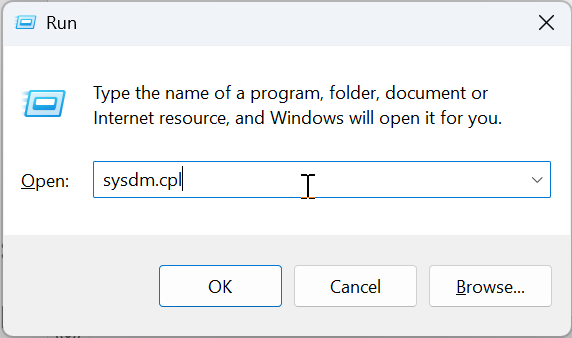 Run
Type the name of a program, folder, document or
Internet resource, and Windows will open it for you.
Open: sysdm.cpl
OK Cancel Browse...